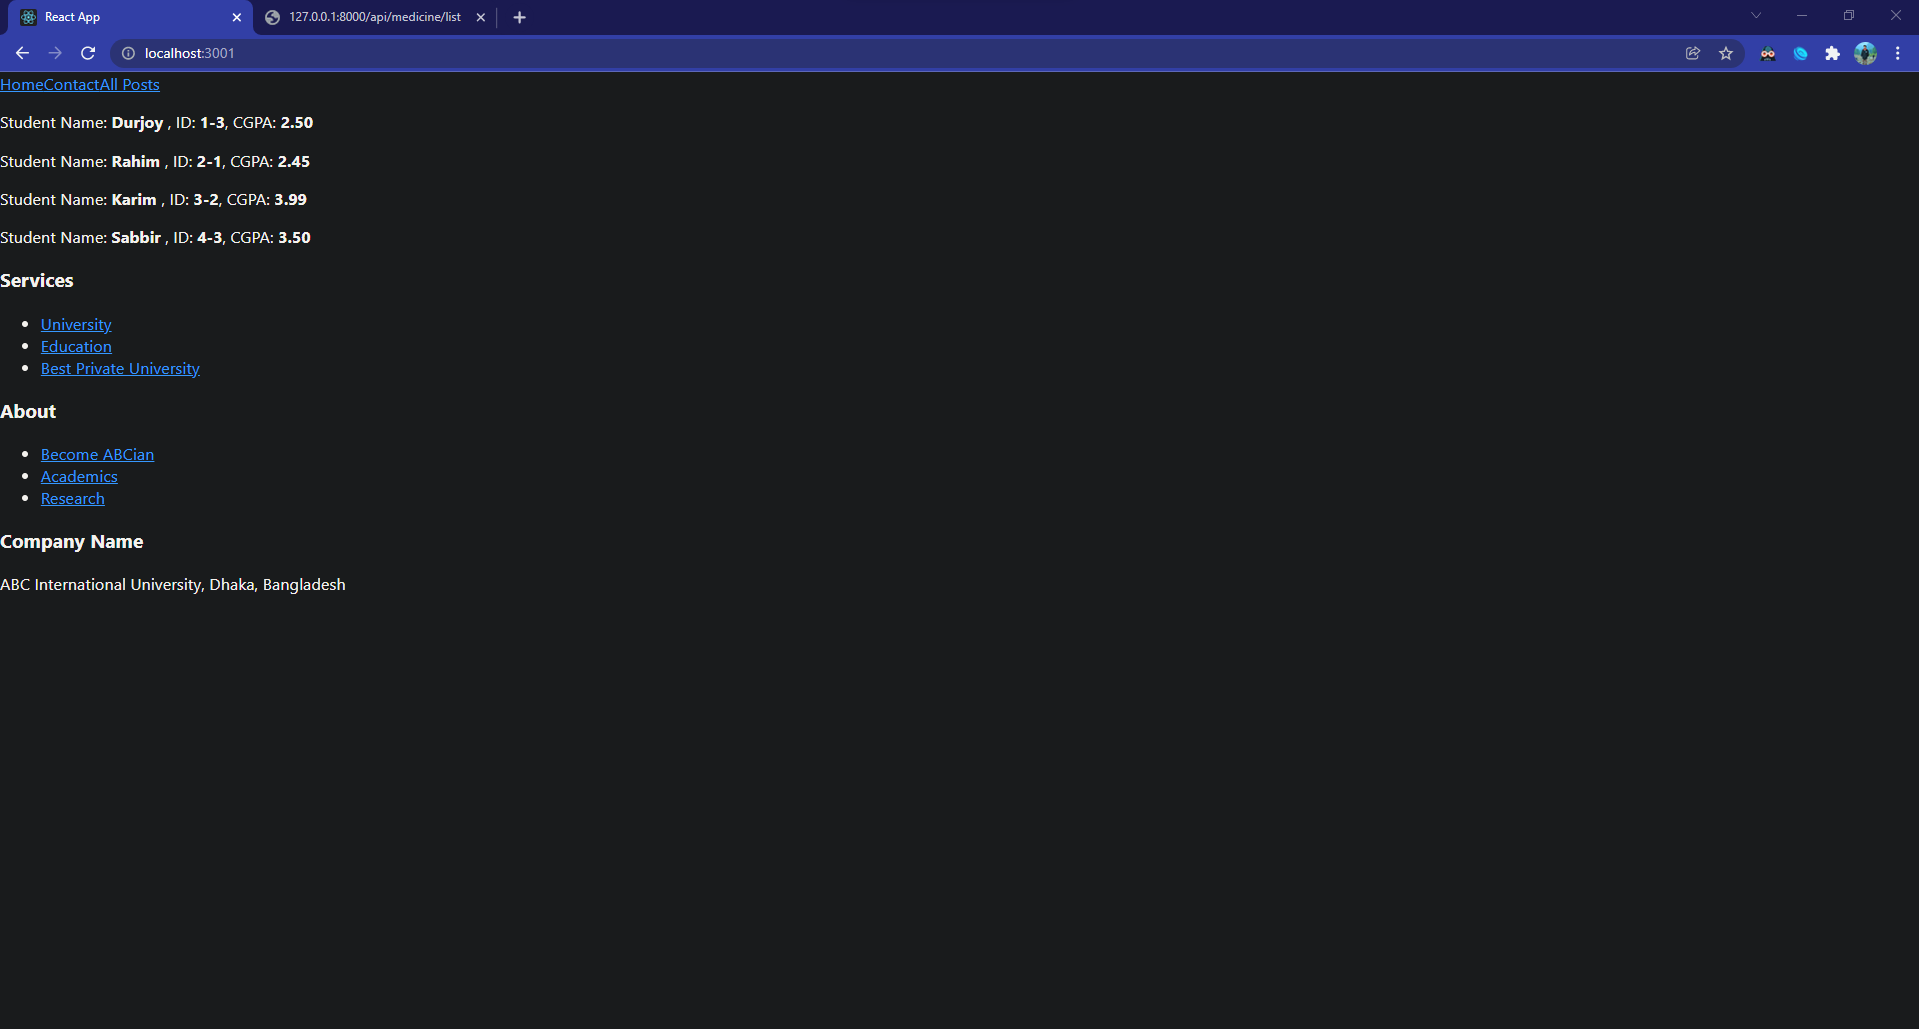 React App
127.0.0.1:8000/api/medicine/list
localhost:3001
HomeContactAll Posts
Student Name: Durjoy , ID: 1-3, CGPA: 2.50
Student Name: Rahim , ID: 2-1, CGPA: 2.45
Student Name: Karim , ID: 3-2, CGPA: 3.99
Student Name: Sabbir , ID: 4-3, CGPA: 3.50
Services
University
Education
Best Private University
About
Become ABCian
Academics
Research
Company Name
ABC International University, Dhaka, Bangladesh